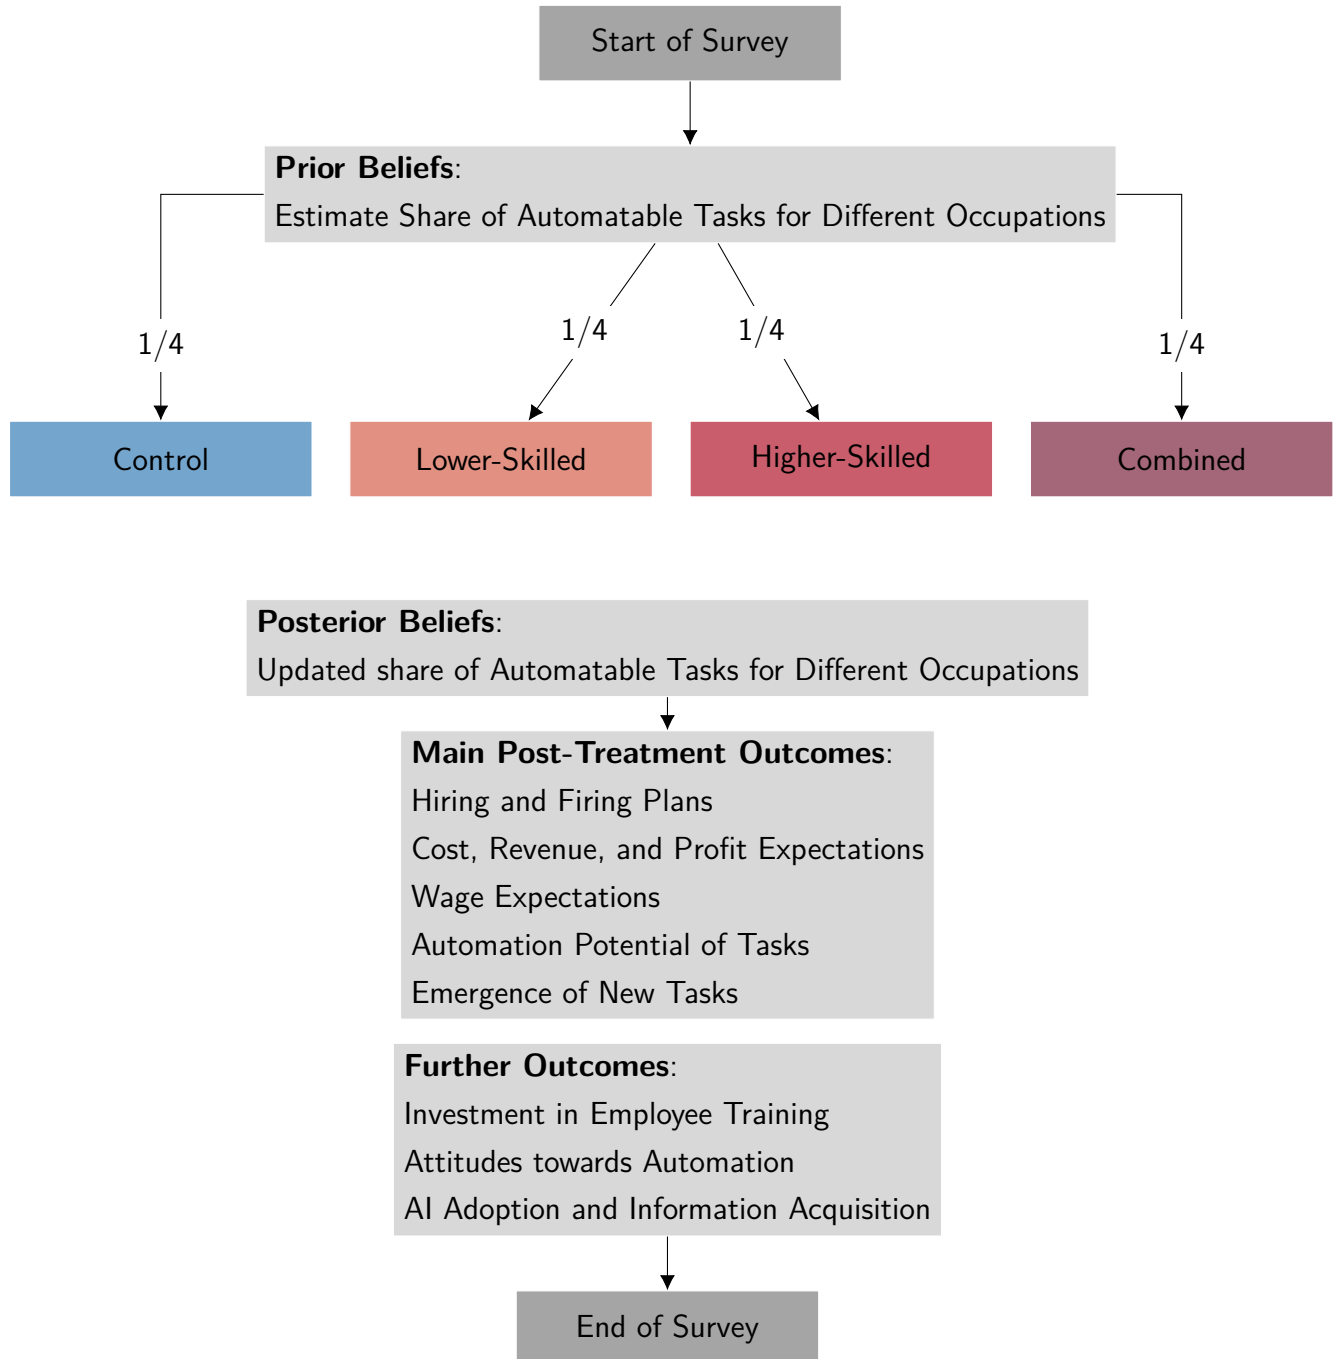 Start of Survey
Prior Beliefs:
Estimate Share of Automatable Tasks for Different Occupations
1/4
1/4
1/4
1/4
Control
Lower-Skilled
Higher-Skilled
Combined
Posterior Beliefs:
Updated share of Automatable Tasks for Different Occupations
Main Post-Treatment Outcomes:
Hiring and Firing Plans
Cost, Revenue, and Profit Expectations
Wage Expectations
Automation Potential of Tasks
Emergence of New Tasks
Further Outcomes:
Investment in Employee Training
Attitudes towards Automation
AI Adoption and Information Acquisition
End of Survey